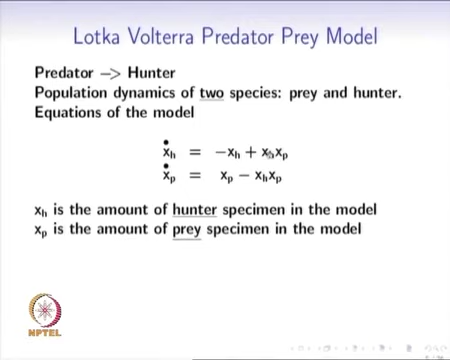 Lotka Volterra Predator Prey Model
Predator –> Hunter
Population dynamics of two species: prey and hunter.
Equations of the model
ẋₕ = −xₕ + xₕxₚ
ẋₚ = xₚ − xₕxₚ
xₕ is the amount of hunter specimen in the model
xₚ is the amount of prey specimen in the model
NPTEL